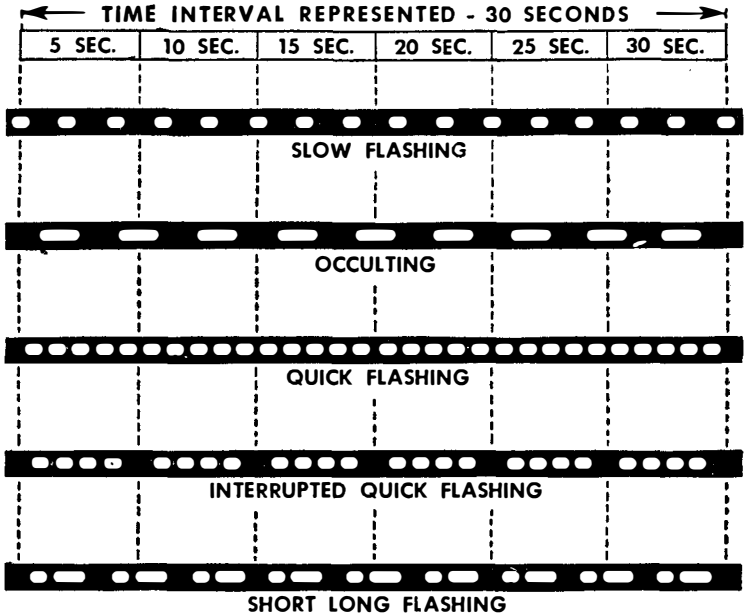 TIME INTERVAL REPRESENTED - 30 SECONDS
5 SEC. 10 SEC. 15 SEC. 20 SEC. 25 SEC. 30 SEC.
SLOW FLASHING
OCCULTING
QUICK FLASHING
INTERRUPTED QUICK FLASHING
SHORT LONG FLASHING